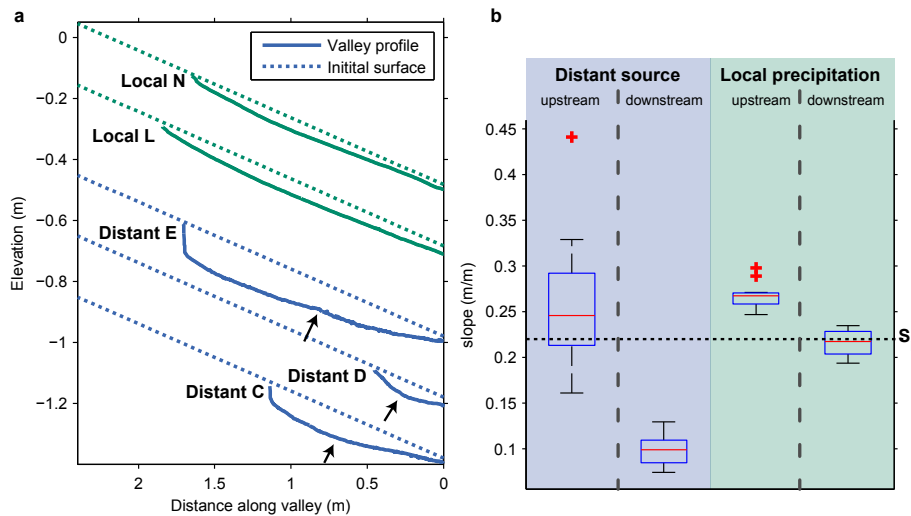 a
0
−0.2
−0.4
−0.6
−0.8
−1
−1.2
Elevation (m)
2
1.5
1
0.5
0
Distance along valley (m)
Valley profile
Initital surface
Local N
Local L
Distant E
Distant D
Distant C
b
Distant source
Local precipitation
upstream
downstream
upstream
downstream
0.45
0.4
0.35
0.3
0.25
0.2
0.15
0.1
slope (m/m)
S